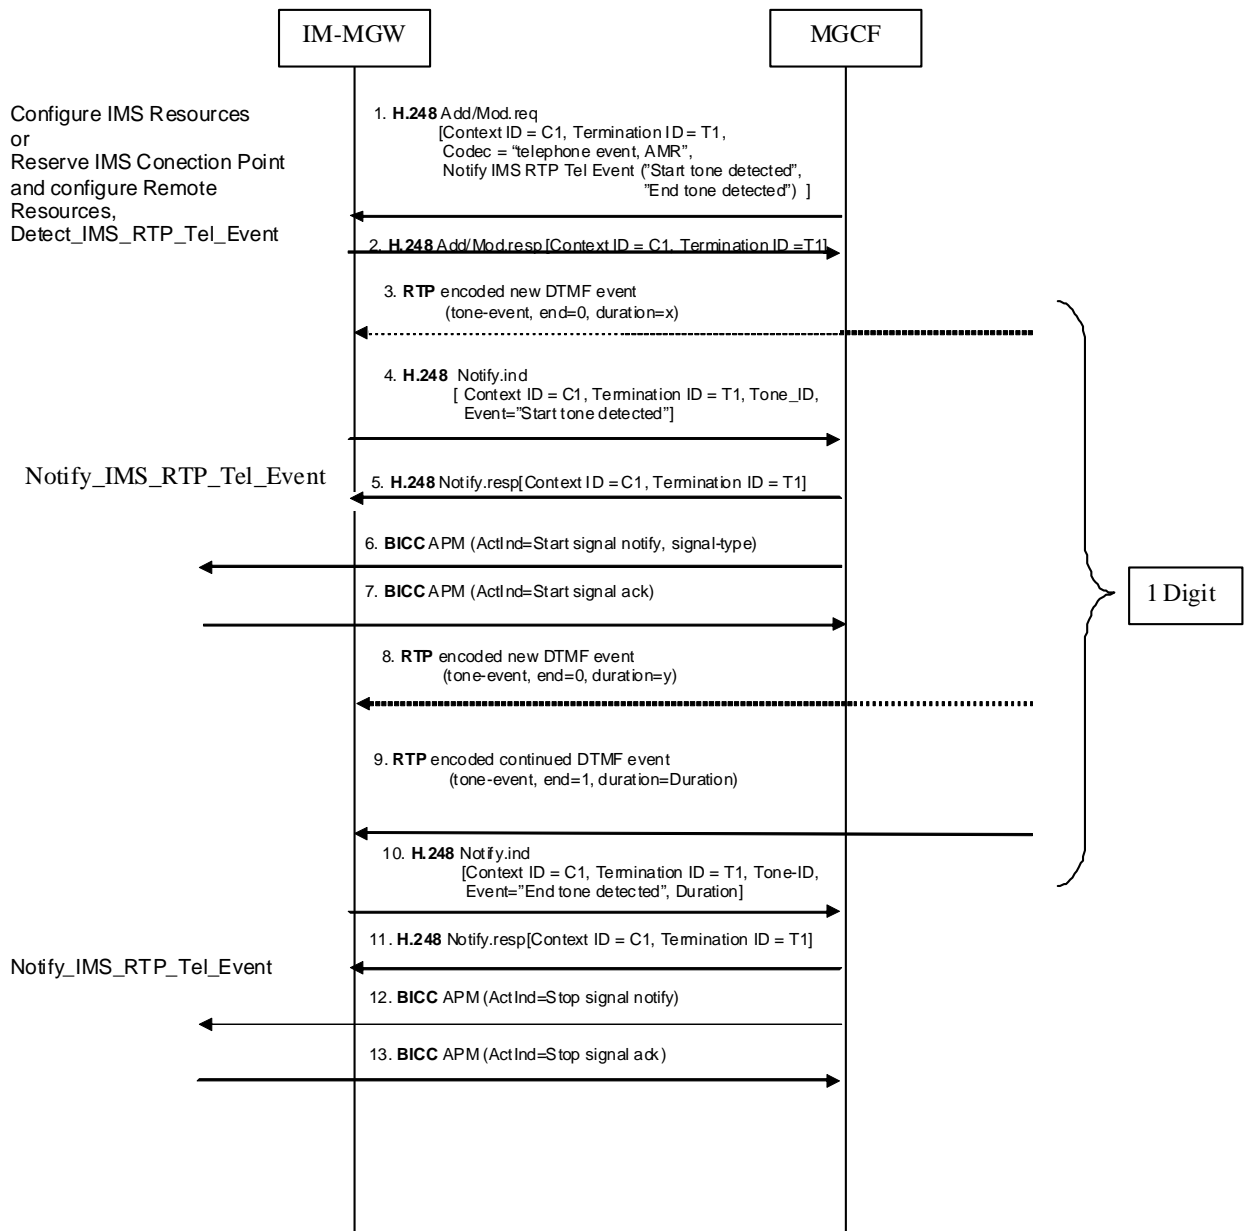 IM-MGW
MGCF
Configure IMS Resources
or
Reserve IMS Conection Point
and configure Remote
Resources,
Detect_IMS_RTP_Tel_Event
1. H.248 Add/Mod.req
[Context ID = C1, Termination ID = T1,
Codec = “telephone event, AMR”,
Notify IMS RTP Tel Event (”Start tone detected”,
”End tone detected”) ]
2. H.248 Add/Mod.resp[Context ID = C1, Termination ID =T1]
3. RTP encoded new DTMF event
(tone-event, end=0, duration=x)
4. H.248 Notify.ind
[ Context ID = C1, Termination ID = T1, Tone_ID,
Event=”Start tone detected”]
Notify_IMS_RTP_Tel_Event
5. H.248 Notify.resp[Context ID = C1, Termination ID = T1]
6. BICC APM (ActInd=Start signal notify, signal-type)
7. BICC APM (ActInd=Start signal ack)
1 Digit
8. RTP encoded new DTMF event
(tone-event, end=0, duration=y)
9. RTP encoded continued DTMF event
(tone-event, end=1, duration=Duration)
10. H.248 Notify.ind
[Context ID = C1, Termination ID = T1, Tone-ID,
Event=”End tone detected”, Duration]
11. H.248 Notify.resp[Context ID = C1, Termination ID = T1]
Notify_IMS_RTP_Tel_Event
12. BICC APM (ActInd=Stop signal notify)
13. BICC APM (ActInd=Stop signal ack)